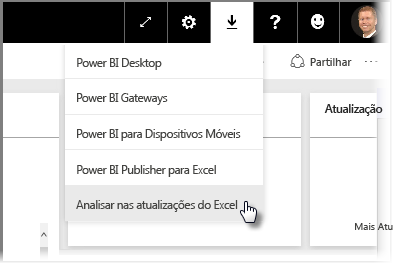 Power BI Desktop
Partilhar
Power BI Gateways
Atualização
Power BI para Dispositivos Móveis
Power BI Publisher para Excel
Analisar nas atualizações do Excel
Mais Atu